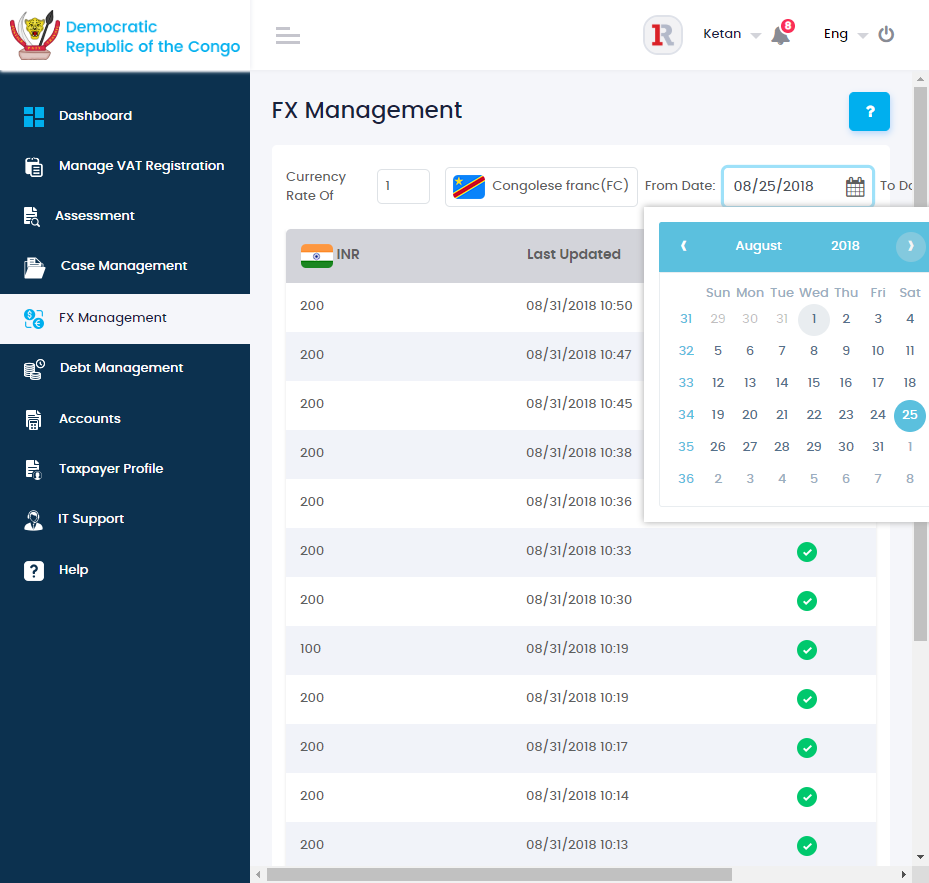 Democratic
Republic of the Congo
Ketan
8
Eng
Dashboard
Manage VAT Registration
Assessment
Case Management
FX Management
Debt Management
Accounts
Taxpayer Profile
IT Support
Help
FX Management
?
Currency
Rate Of
1
Congolese franc(FC)
From Date:
08/25/2018
To Da
INR
Last Updated
200 08/31/2018 10:50
200 08/31/2018 10:47
200 08/31/2018 10:45
200 08/31/2018 10:38
200 08/31/2018 10:36
200 08/31/2018 10:33
200 08/31/2018 10:30
100 08/31/2018 10:19
200 08/31/2018 10:19
200 08/31/2018 10:17
200 08/31/2018 10:14
200 08/31/2018 10:13
August 2018
Sun Mon Tue Wed Thu Fri Sat
31 29 30 31 1 2 3 4
32 5 6 7 8 9 10 11
33 12 13 14 15 16 17 18
34 19 20 21 22 23 24 25
35 26 27 28 29 30 31 1
36 2 3 4 5 6 7 8